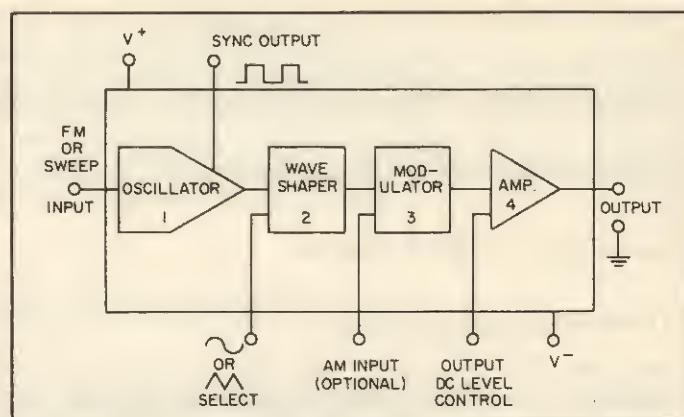 V+
SYNC OUTPUT
FM
OR
SWEEP
INPUT
OSCILLATOR
1
WAVE
SHAPER
2
MOD-
ULATOR
3
AMP.
4
OUTPUT
OR
SELECT
AM INPUT
(OPTIONAL)
OUTPUT
DC LEVEL
CONTROL
V-